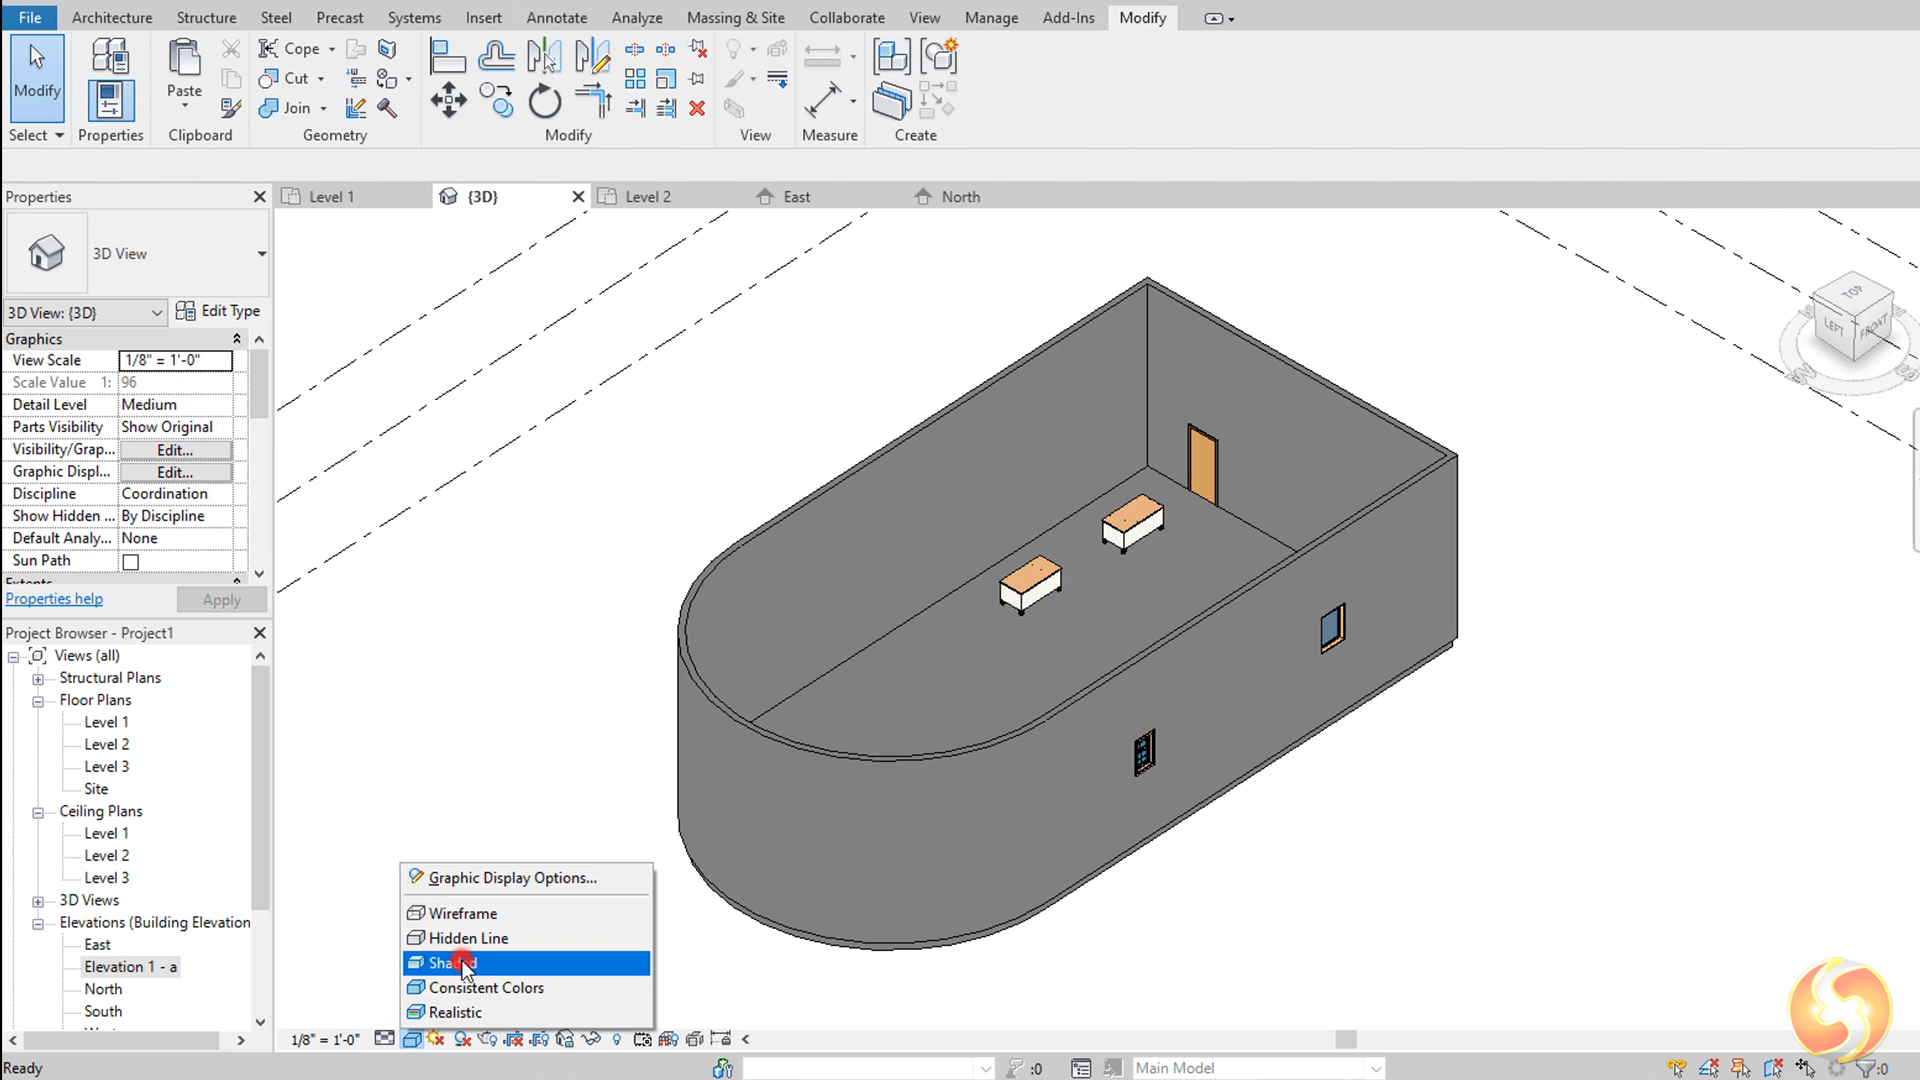 File Architecture Structure Steel Precast Systems Insert Annotate Analyze Massing & Site Collaborate View Manage Add-Ins Modify
Modify Paste Cope Cut Join
Select Properties Clipboard Geometry Modify View Measure Create
Properties
Level 1 {3D} Level 2 East North
3D View
3D View: {3D} Edit Type
Graphics
View Scale 1/8" = 1'-0"
Scale Value 1: 96
Detail Level Medium
Parts Visibility Show Original
Visibility/Grap... Edit...
Graphic Displ... Edit...
Discipline Coordination
Show Hidden ... By Discipline
Default Analy... None
Sun Path
Extents
Properties help Apply
Project Browser - Project1
Views (all)
Structural Plans
Floor Plans
Level 1
Level 2
Level 3
Site
Ceiling Plans
Level 1
Level 2
Level 3
3D Views
Elevations (Building Elevation
East
Elevation 1 - a
North
South
TOP
LEFT FRONT
Graphic Display Options...
Wireframe
Hidden Line
Shaded
Consistent Colors
Realistic
1/8" = 1'-0"
Ready :0 Main Model :0